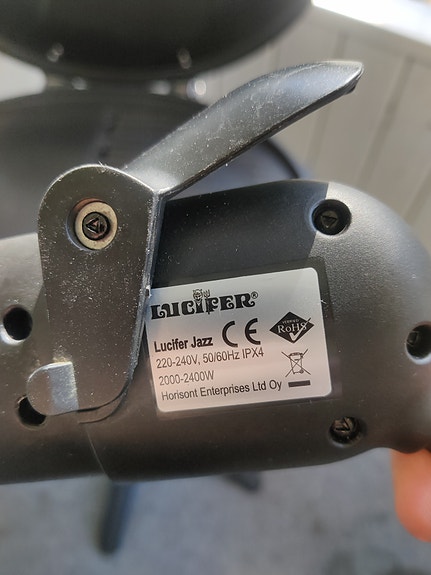 LUCIFER®
Lucifer Jazz CE
RoHS
220-240V, 50/60Hz IPX4
2000-2400W
Horisont Enterprises Ltd Oy